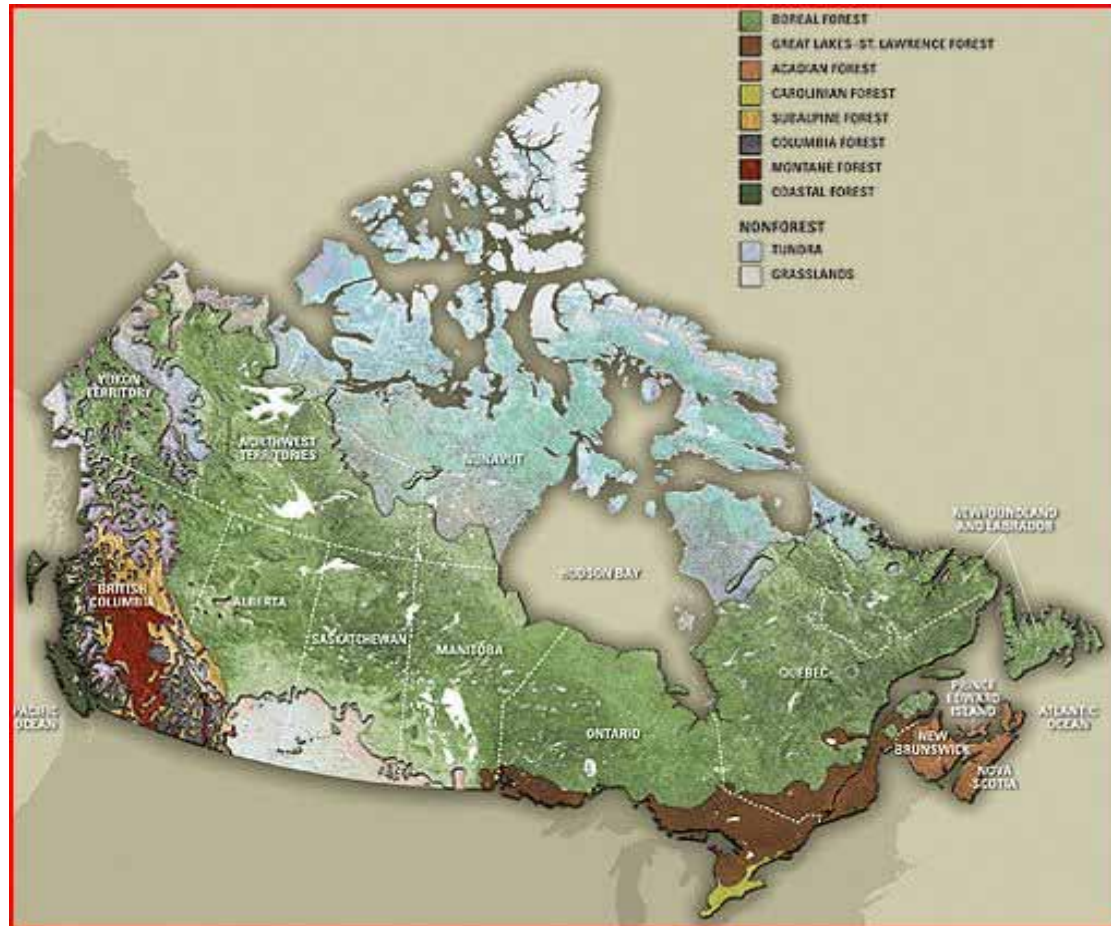 BOREAL FOREST
GREAT LAKES-ST. LAWRENCE FOREST
ACADIAN FOREST
CAROLINIAN FOREST
SUBALPINE FOREST
COLUMBIA FOREST
MONTANE FOREST
COASTAL FOREST
NONFOREST
TUNDRA
GRASSLANDS
YUKON
TERRITORY
NORTHWEST
TERRITORIES
NUNAVUT
NEWFOUNDLAND
AND LABRADOR
HUDSON BAY
BRITISH
COLUMBIA
ALBERTA
SASKATCHEWAN
MANITOBA
QUEBEC
PRINCE
EDWARD
ISLAND
PACIFIC
OCEAN
ATLANTIC
OCEAN
ONTARIO
NEW
BRUNSWICK
NOVA
SCOTIA